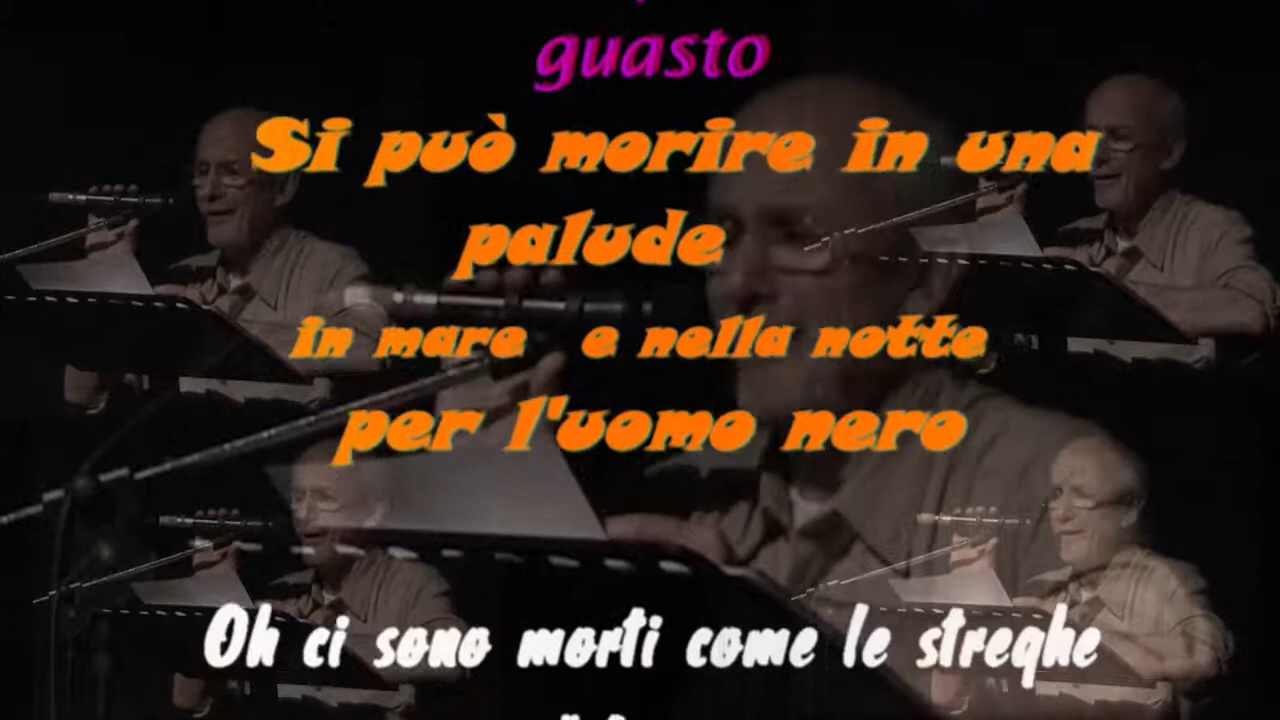 guasto
Si può morire in una
palude
in mare e nella notte
per l'uomo nero
Oh ci sono morti come le streghe